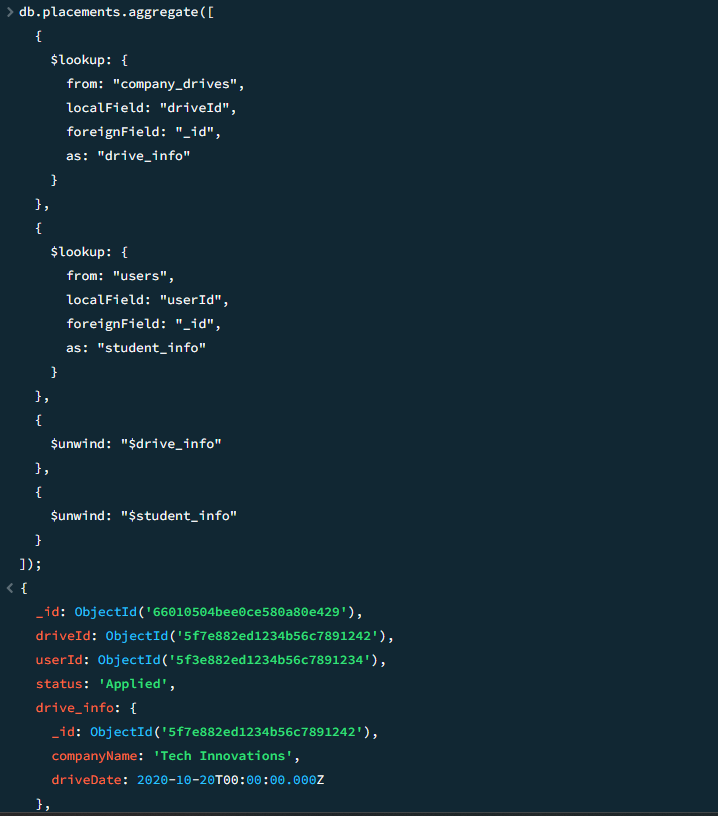 > db.placements.aggregate([
{
$lookup: {
from: "company_drives",
localField: "driveId",
foreignField: "_id",
as: "drive_info"
}
},
{
$lookup: {
from: "users",
localField: "userId",
foreignField: "_id",
as: "student_info"
}
},
{
$unwind: "$drive_info"
},
{
$unwind: "$student_info"
}
]);
< {
_id: ObjectId('66010504bee0ce580a80e429'),
driveId: ObjectId('5f7e882ed1234b56c7891242'),
userId: ObjectId('5f3e882ed1234b56c7891234'),
status: 'Applied',
drive_info: {
_id: ObjectId('5f7e882ed1234b56c7891242'),
companyName: 'Tech Innovations',
driveDate: 2020-10-20T00:00:00.000Z
},